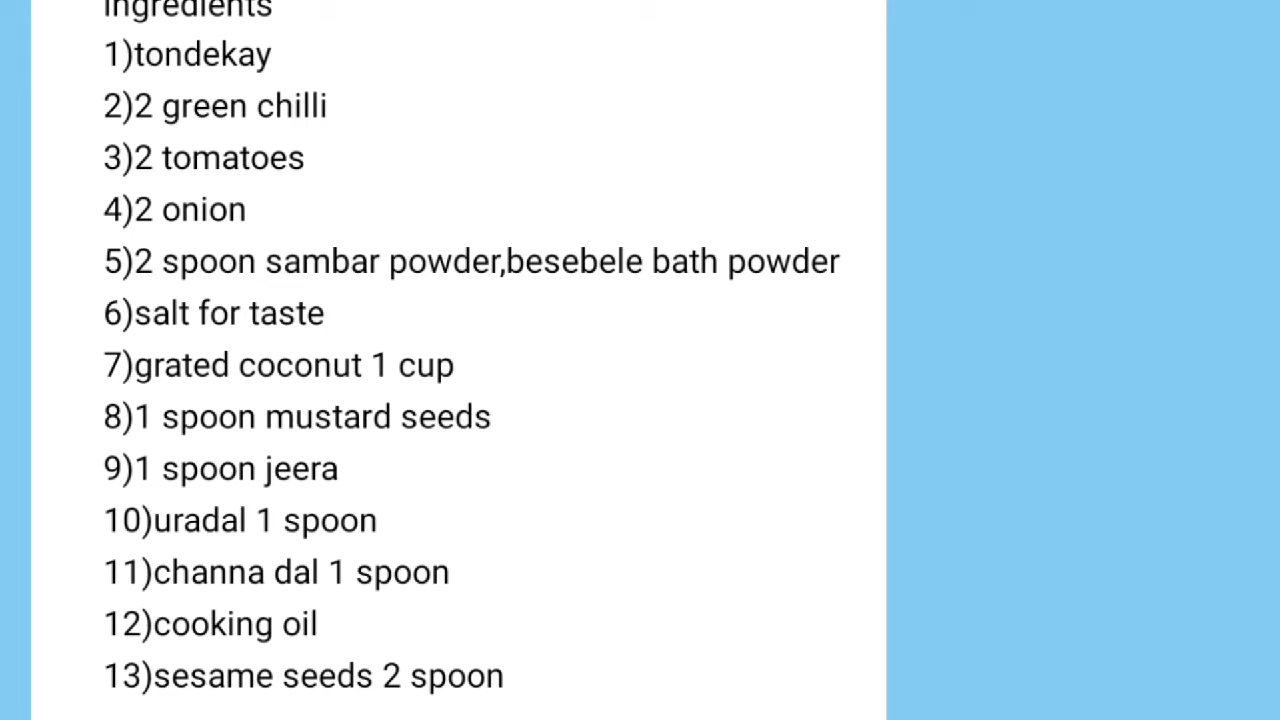 ingredients
1)tondekay
2)2 green chilli
3)2 tomatoes
4)2 onion
5)2 spoon sambar powder,besebele bath powder
6)salt for taste
7)grated coconut 1 cup
8)1 spoon mustard seeds
9)1 spoon jeera
10)uradal 1 spoon
11)channa dal 1 spoon
12)cooking oil
13)sesame seeds 2 spoon